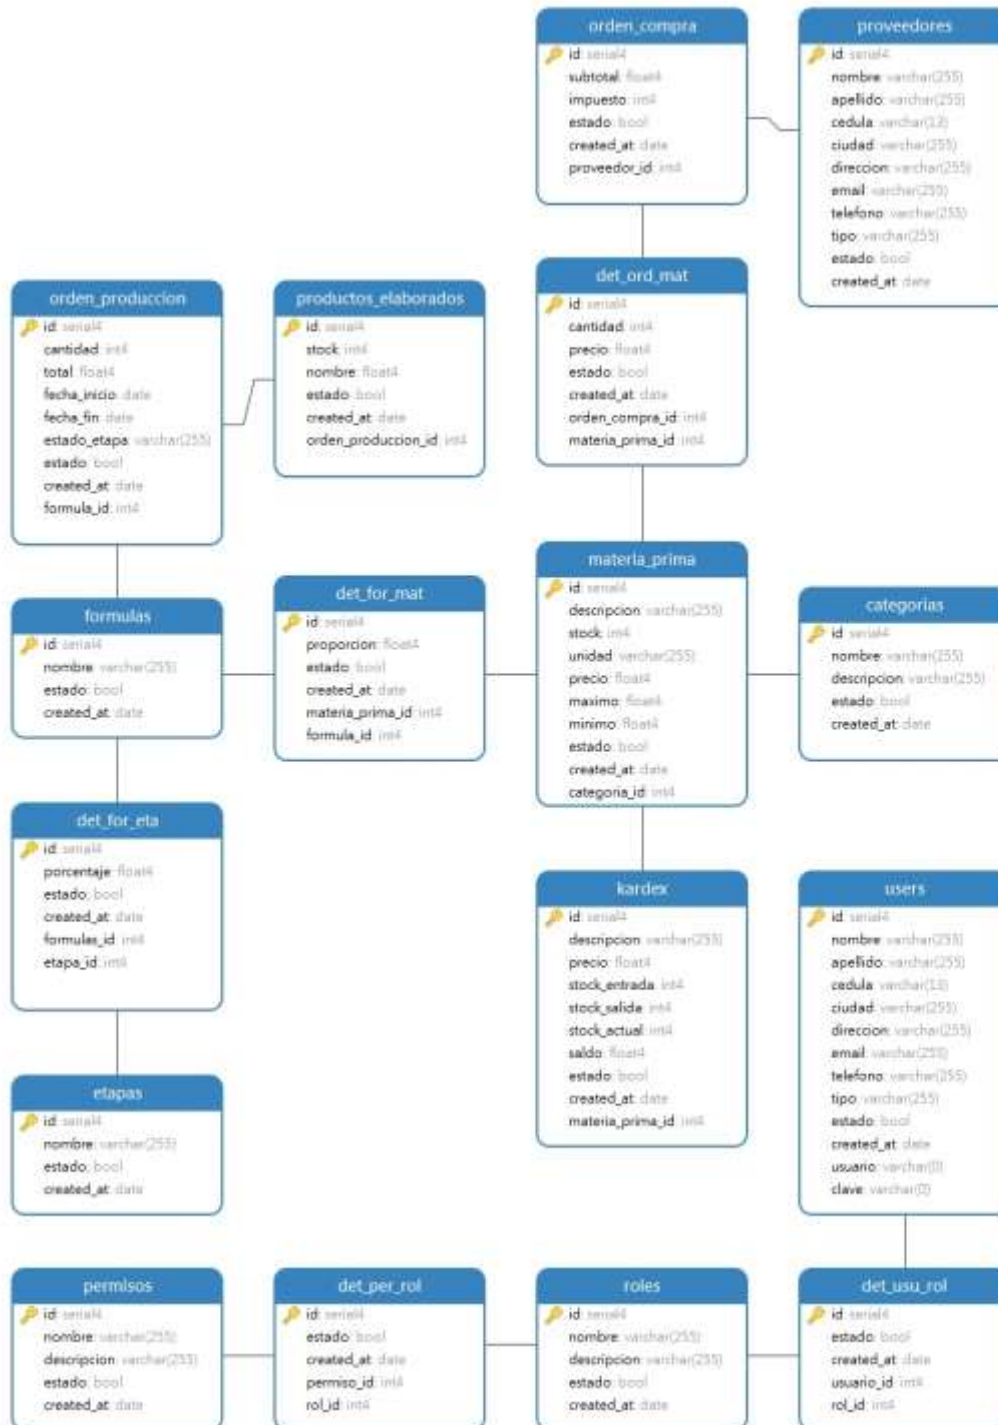 orden_compra
id: serial4
subtotal: float4
impuesto: int4
estado: bool
created_at: date
proveedor_id: int4
proveedores
id: serial4
nombre: varchar(255)
apellido: varchar(255)
cedula: varchar(13)
ciudad: varchar(255)
direccion: varchar(255)
email: varchar(255)
telefono: varchar(255)
tipo: varchar(255)
estado: bool
created_at: date
det_ord_mat
id: serial4
cantidad: int4
precio: float4
estado: bool
created_at: date
orden_compra_id: int4
materia_prima_id: int4
orden_produccion
id: serial4
cantidad: int4
total: float4
fecha_inicio: date
fecha_fin: date
estado_etapa: varchar(255)
estado: bool
created_at: date
formula_id: int4
productos_elaborados
id: serial4
stock: int4
nombre: float4
estado: bool
created_at: date
orden_produccion_id: int4
materia_prima
id: serial4
descripcion: varchar(255)
stock: int4
unidad: varchar(255)
precio: float4
maximo: float4
minimo: float4
estado: bool
created_at: date
categoria_id: int4
formulas
id: serial4
nombre: varchar(255)
estado: bool
created_at: date
det_for_mat
id: serial4
proporcion: float4
estado: bool
created_at: date
materia_prima_id: int4
formula_id: int4
categorias
id: serial4
nombre: varchar(255)
descripcion: varchar(255)
estado: bool
created_at: date
det_for_eta
id: serial4
porcentaje: float4
estado: bool
created_at: date
formulas_id: int4
etapa_id: int4
kardex
id: serial4
descripcion: varchar(255)
precio: float4
stock_entrada: int4
stock_salida: int4
stock_actual: int4
saldo: float4
estado: bool
created_at: date
materia_prima_id: int4
users
id: serial4
nombre: varchar(255)
apellido: varchar(255)
cedula: varchar(13)
ciudad: varchar(255)
direccion: varchar(255)
email: varchar(255)
telefono: varchar(255)
tipo: varchar(255)
estado: bool
created_at: date
usuario: varchar(0)
clave: varchar(0)
etapas
id: serial4
nombre: varchar(255)
estado: bool
created_at: date
permisos
id: serial4
nombre: varchar(255)
descripcion: varchar(255)
estado: bool
created_at: date
det_per_rol
id: serial4
estado: bool
created_at: date
permiso_id: int4
rol_id: int4
roles
id: serial4
nombre: varchar(255)
descripcion: varchar(255)
estado: bool
created_at: date
det_usu_rol
id: serial4
estado: bool
created_at: date
usuario_id: int4
rol_id: int4